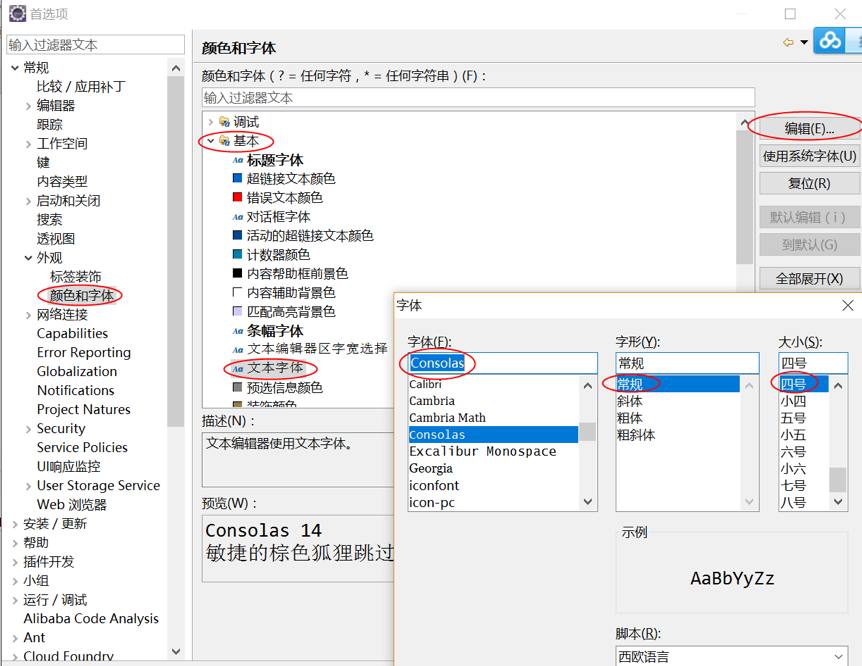 首选项
输入过滤器文本
常规
比较 / 应用补丁
编辑器
跟踪
工作空间
键
内容类型
启动和关闭
搜索
透视图
外观
标签装饰
颜色和字体
网络连接
Capabilities
Error Reporting
Globalization
Notifications
Project Natures
Security
Service Policies
UI响应监控
User Storage Service
Web 浏览器
安装 / 更新
帮助
插件开发
小组
运行 / 调试
Alibaba Code Analysis
Ant
Cloud Foundry
颜色和字体
颜色和字体 ( ? = 任何字符 , * = 任何字符串 ) (F) :
输入过滤器文本
调试
基本
Aa 标题字体
超链接文本颜色
错误文本颜色
Aa 对话框字体
活动的超链接文本颜色
计数器颜色
内容帮助框前景色
内容辅助背景色
匹配高亮背景色
Aa 条幅字体
Aa 文本编辑器区字宽选择
Aa 文本字体
预选信息颜色
装饰颜色
编辑(E)...
使用系统字体(U)
复位(R)
默认编辑 ( i )
到默认(G)
全部展开(X)
描述(N) :
文本编辑器使用文本字体。
预览(W) :
Consolas 14
敏捷的棕色狐狸跳过
字体
字体(F):
Consolas
Calibri
Cambria
Cambria Math
Consolas
Excalibur Monospace
Georgia
iconfont
icon-pc
字形(Y):
常规
常规
斜体
粗体
粗斜体
大小(S):
四号
四号
小四
五号
小五
六号
小六
七号
八号
示例
AaBbYyZz
脚本(R):
西欧语言